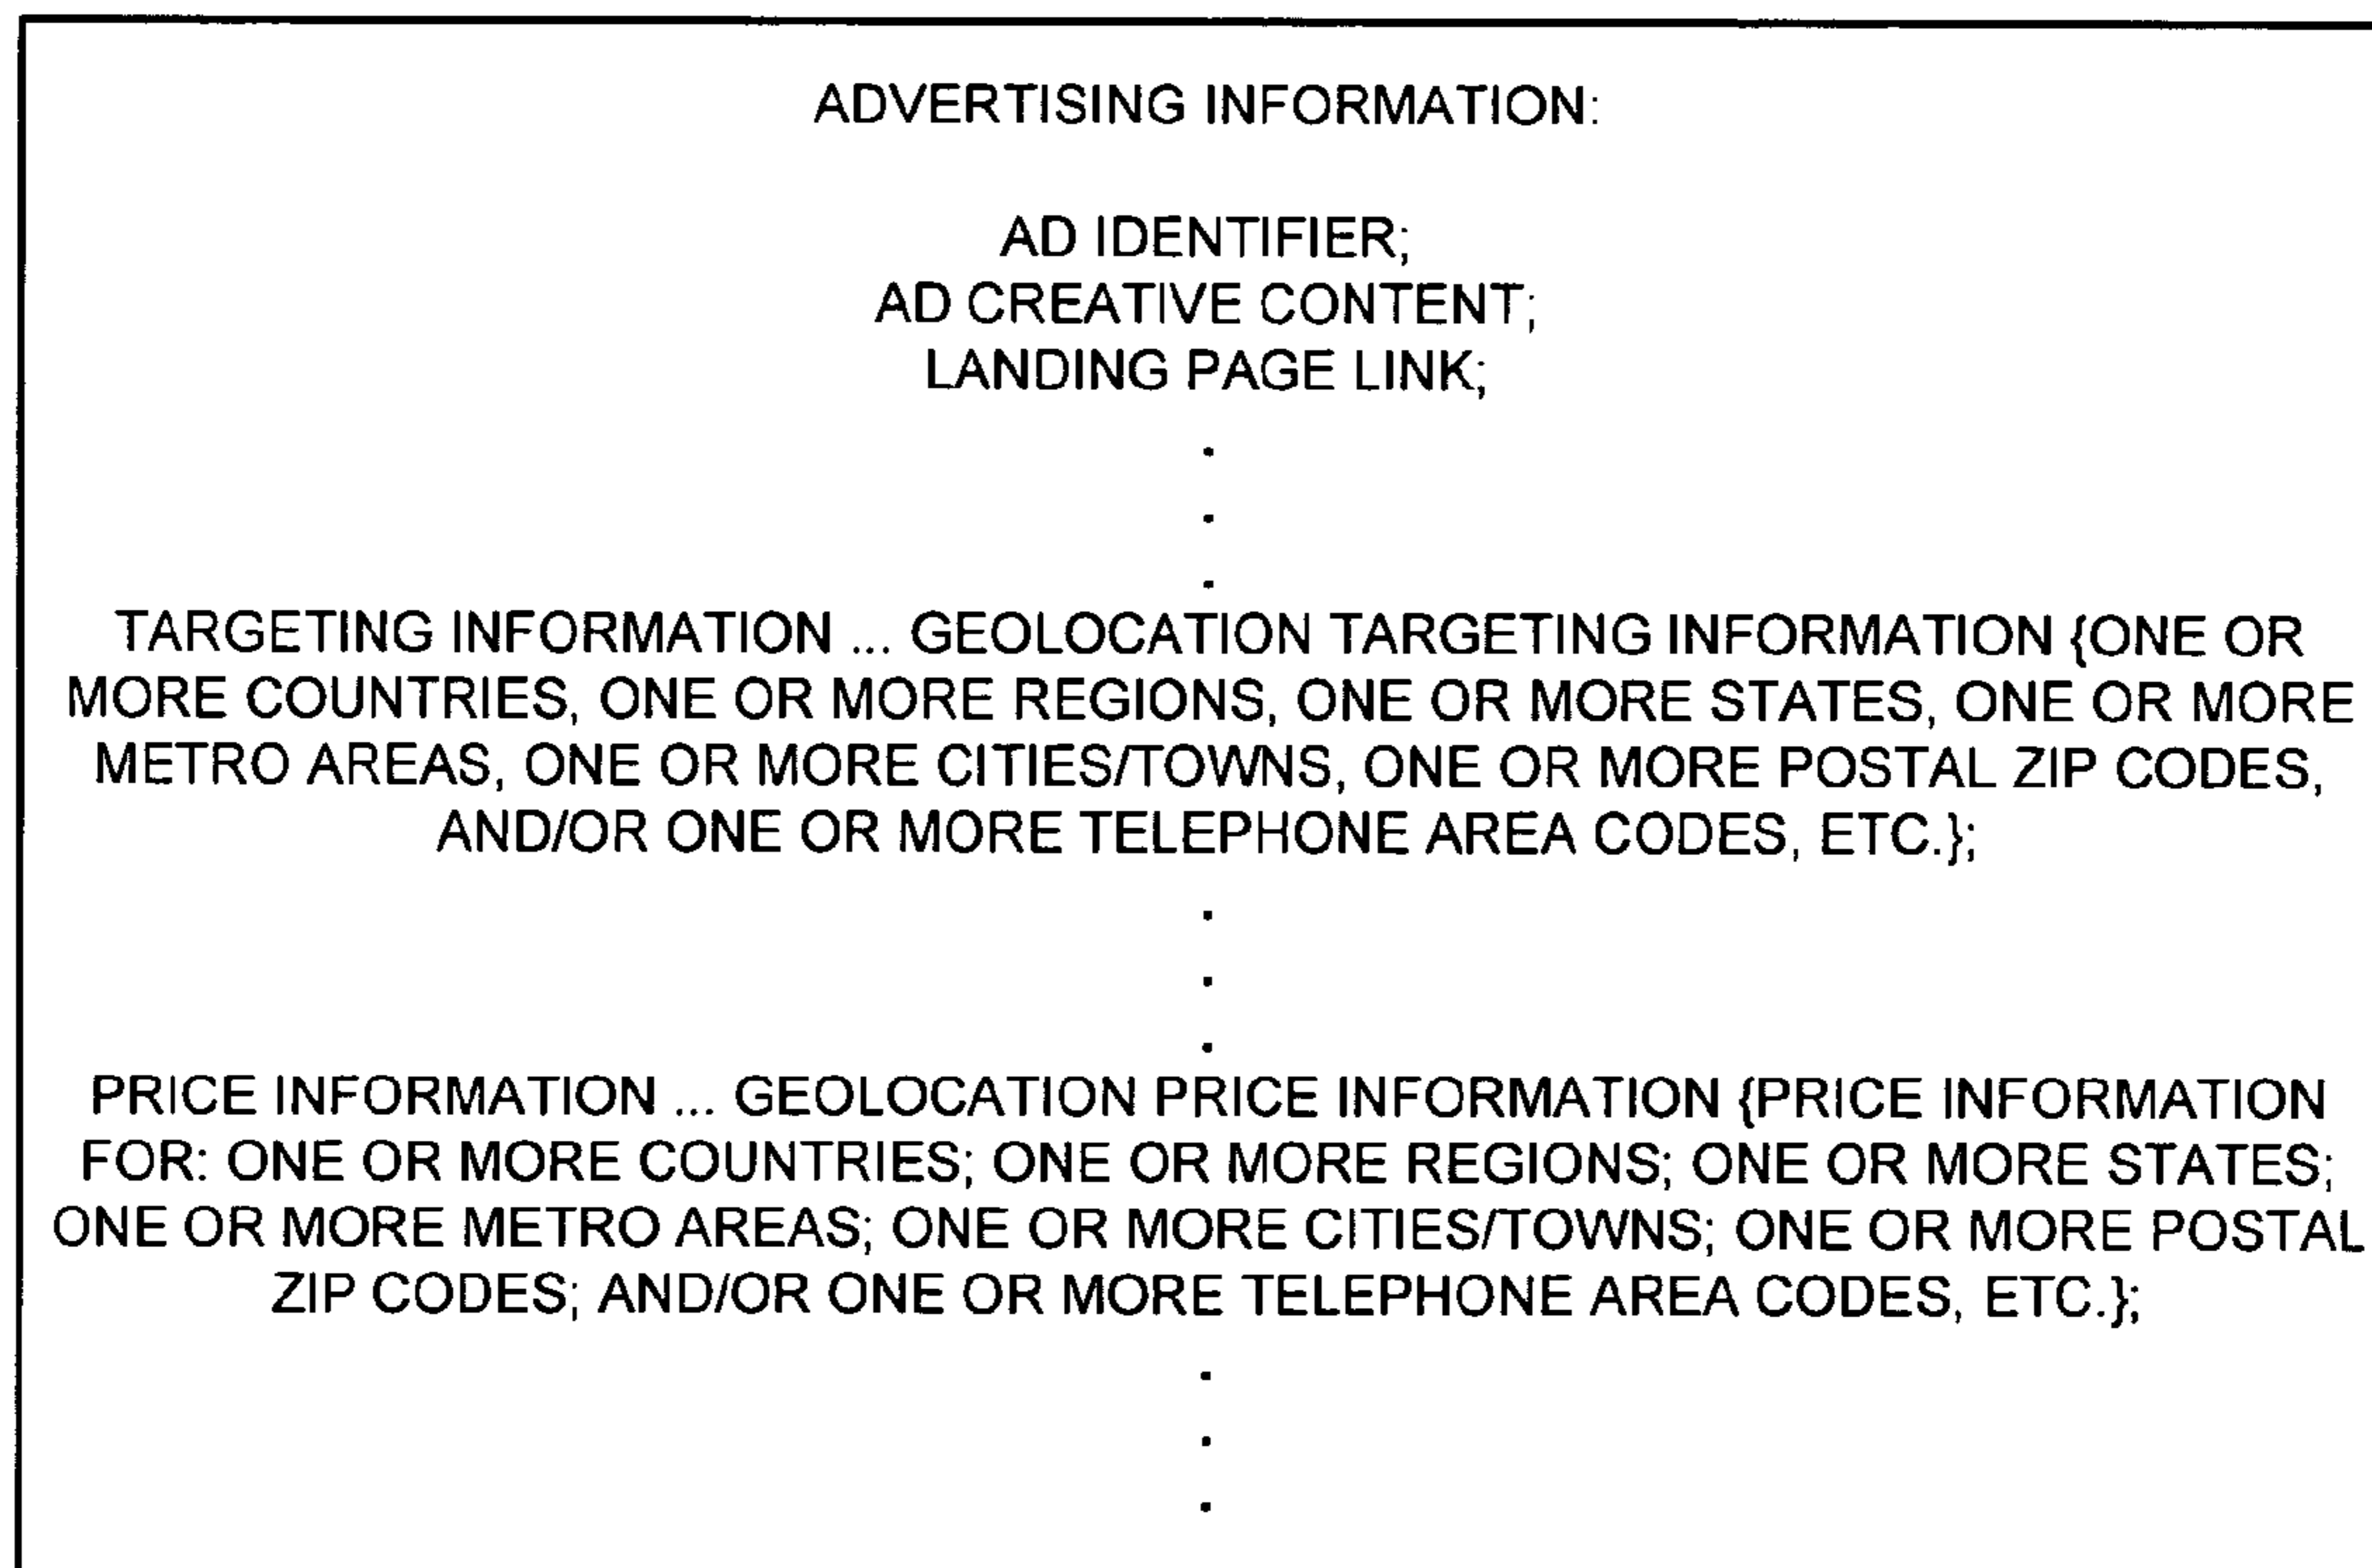 ADVERTISING INFORMATION:
AD IDENTIFIER;
AD CREATIVE CONTENT;
LANDING PAGE LINK;
.
.
.
TARGETING INFORMATION ... GEOLOCATION TARGETING INFORMATION {ONE OR
MORE COUNTRIES, ONE OR MORE REGIONS, ONE OR MORE STATES, ONE OR MORE
METRO AREAS, ONE OR MORE CITIES/TOWNS, ONE OR MORE POSTAL ZIP CODES,
AND/OR ONE OR MORE TELEPHONE AREA CODES, ETC.};
.
.
.
PRICE INFORMATION ... GEOLOCATION PRICE INFORMATION {PRICE INFORMATION
FOR: ONE OR MORE COUNTRIES; ONE OR MORE REGIONS; ONE OR MORE STATES;
ONE OR MORE METRO AREAS; ONE OR MORE CITIES/TOWNS; ONE OR MORE POSTAL
ZIP CODES; AND/OR ONE OR MORE TELEPHONE AREA CODES, ETC.};
.
.
.